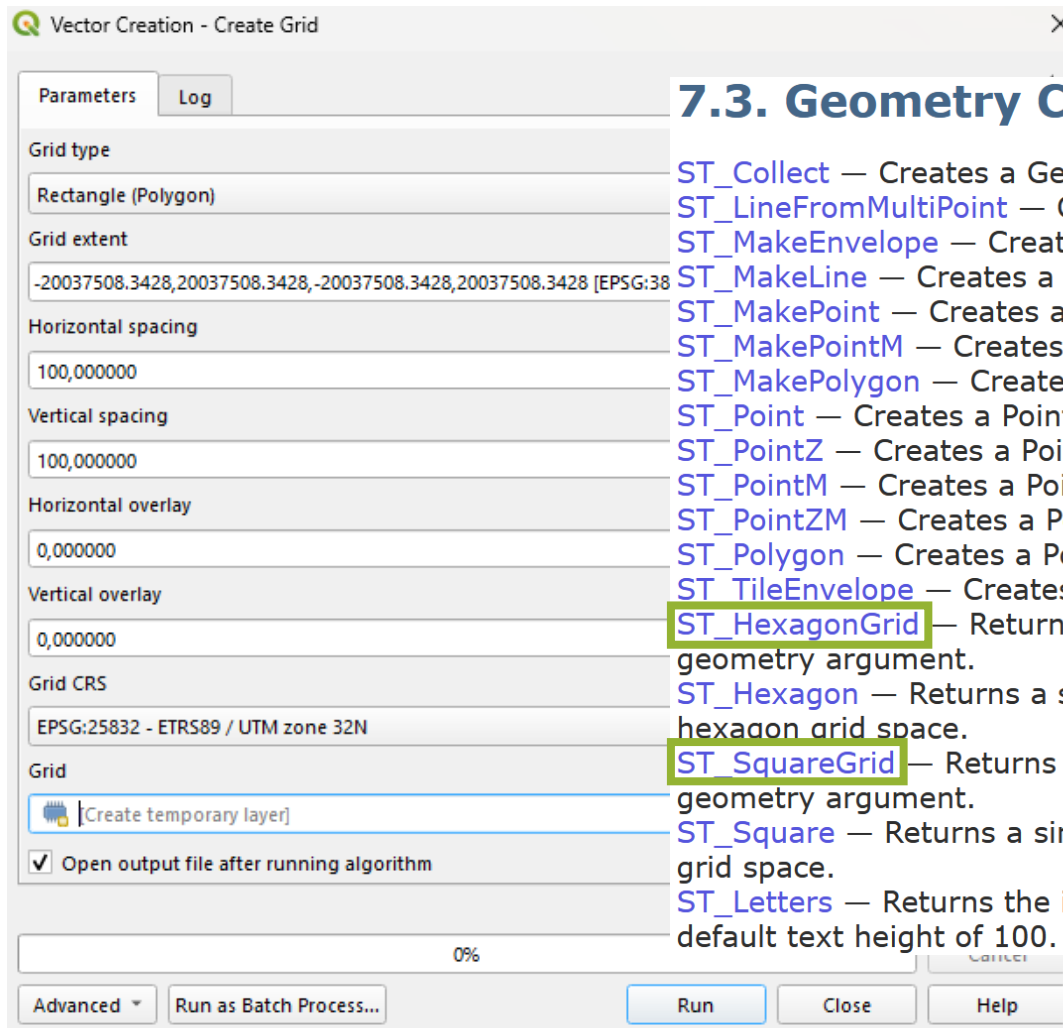 Vector Creation - Create Grid
Parameters
Log
Grid type
Rectangle (Polygon)
Grid extent
-20037508.3428,20037508.3428,-20037508.3428,20037508.3428 [EPSG:38
Horizontal spacing
100,000000
Vertical spacing
100,000000
Horizontal overlay
0,000000
Vertical overlay
0,000000
Grid CRS
EPSG:25832 - ETRS89 / UTM zone 32N
Grid
[Create temporary layer]
Open output file after running algorithm
0%
Cancel
Advanced
Run as Batch Process...
Run
Close
Help
7.3. Geometry C
ST_Collect — Creates a Ge
ST_LineFromMultiPoint —
ST_MakeEnvelope — Creat
ST_MakeLine — Creates a
ST_MakePoint — Creates a
ST_MakePointM — Creates
ST_MakePolygon — Create
ST_Point — Creates a Poin
ST_PointZ — Creates a Poi
ST_PointM — Creates a Poi
ST_PointZM — Creates a P
ST_Polygon — Creates a Po
ST_TileEnvelope — Creates
ST_HexagonGrid — Return
geometry argument.
ST_Hexagon — Returns a s
hexagon grid space.
ST_SquareGrid — Returns
geometry argument.
ST_Square — Returns a sin
grid space.
ST_Letters — Returns the
default text height of 100.